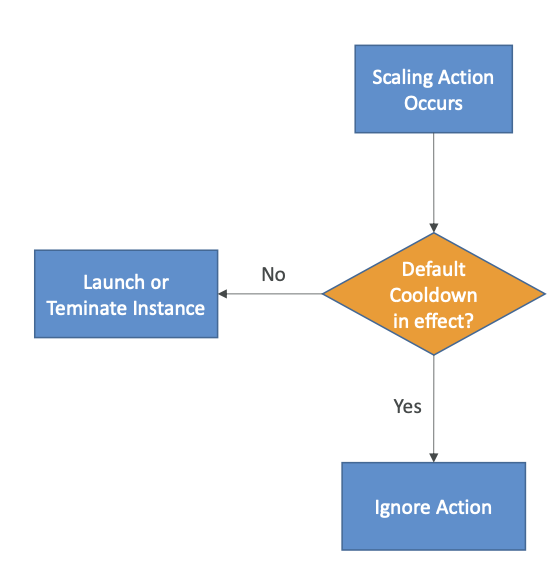 Scaling Action
Occurs
Default
Cooldown
in effect?
No
Launch or
Teminate Instance
Yes
Ignore Action